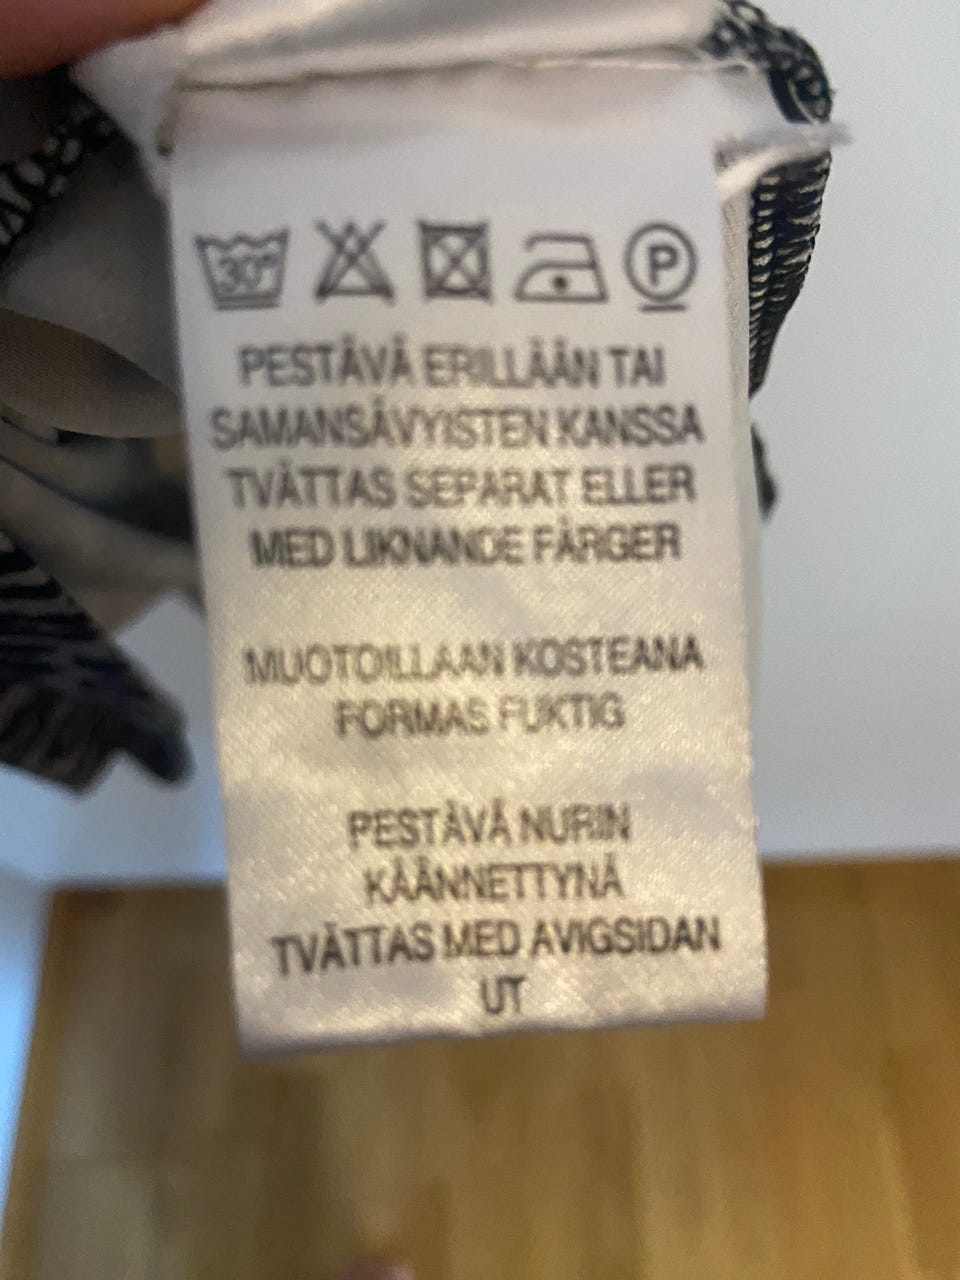 30°
P
PESTÄVÄ ERILLÄÄN TAI
SAMANSÄVYISTEN KANSSA
TVÄTTAS SEPARAT ELLER
MED LIKNANDE FÄRGER
MUOTOILLAAN KOSTEANA
FORMAS FUKTIG
PESTÄVÄ NURIN
KÄÄNNETTYNÄ
TVÄTTAS MED AVIGSIDAN
UT